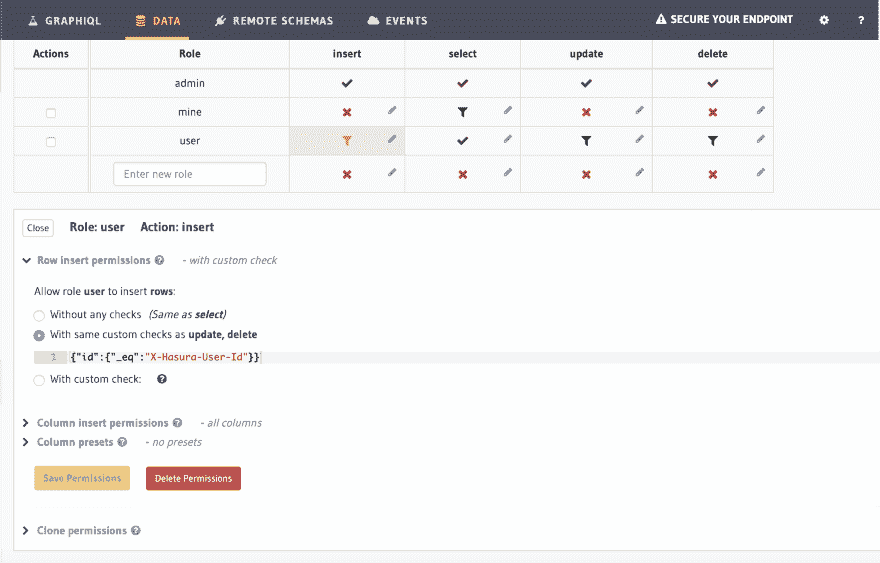 GRAPHIQL DATA REMOTE SCHEMAS EVENTS SECURE YOUR ENDPOINT ?
Actions Role insert select update delete
admin
mine
user
Enter new role
Close Role: user Action: insert
Row insert permissions ? - with custom check
Allow role user to insert rows:
Without any checks (Same as select)
With same custom checks as update, delete
1 {"id":{"_eq":"X-Hasura-User-Id"}}
With custom check: ?
Column insert permissions ? - all columns
Column presets ? - no presets
Save Permissions Delete Permissions
Clone permissions ?